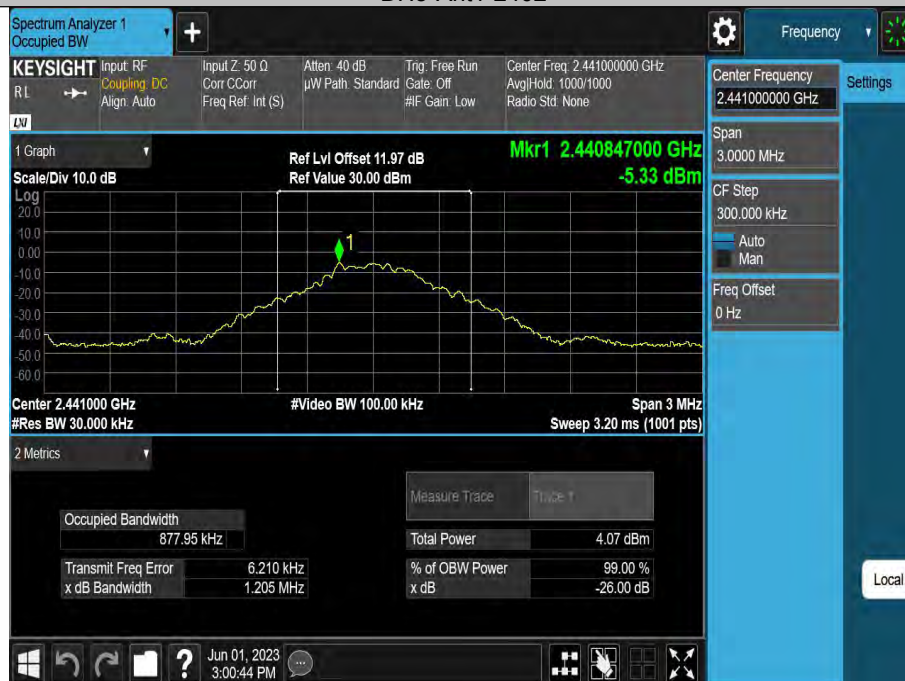 Spectrum Analyzer 1
Occupied BW
Frequency
KEYSIGHT
RL
LXI
Input: RF
Coupling: DC
Align: Auto
Input Z: 50 Ω
Corr CCorr
Freq Ref: Int (S)
Atten: 40 dB
µW Path: Standard
Trig: Free Run
Gate: Off
#IF Gain: Low
Center Freq: 2.441000000 GHz
Avg|Hold: 1000/1000
Radio Std: None
Center Frequency
2.441000000 GHz
Settings
Span
3.0000 MHz
CF Step
300.000 kHz
Auto
Man
Freq Offset
0 Hz
Local
1 Graph
Scale/Div 10.0 dB
Ref Lvl Offset 11.97 dB
Ref Value 30.00 dBm
Mkr1 2.440847000 GHz
-5.33 dBm
Log
20.0
10.0
0.00
-10.0
-20.0
-30.0
-40.0
-50.0
-60.0
1
Center 2.441000 GHz
#Res BW 30.000 kHz
#Video BW 100.00 kHz
Span 3 MHz
Sweep 3.20 ms (1001 pts)
2 Metrics
Measure Trace
Trace 1
Occupied Bandwidth
877.95 kHz
Total Power
4.07 dBm
Transmit Freq Error
6.210 kHz
% of OBW Power
99.00 %
x dB Bandwidth
1.205 MHz
x dB
-26.00 dB
?
Jun 01, 2023
3:00:44 PM